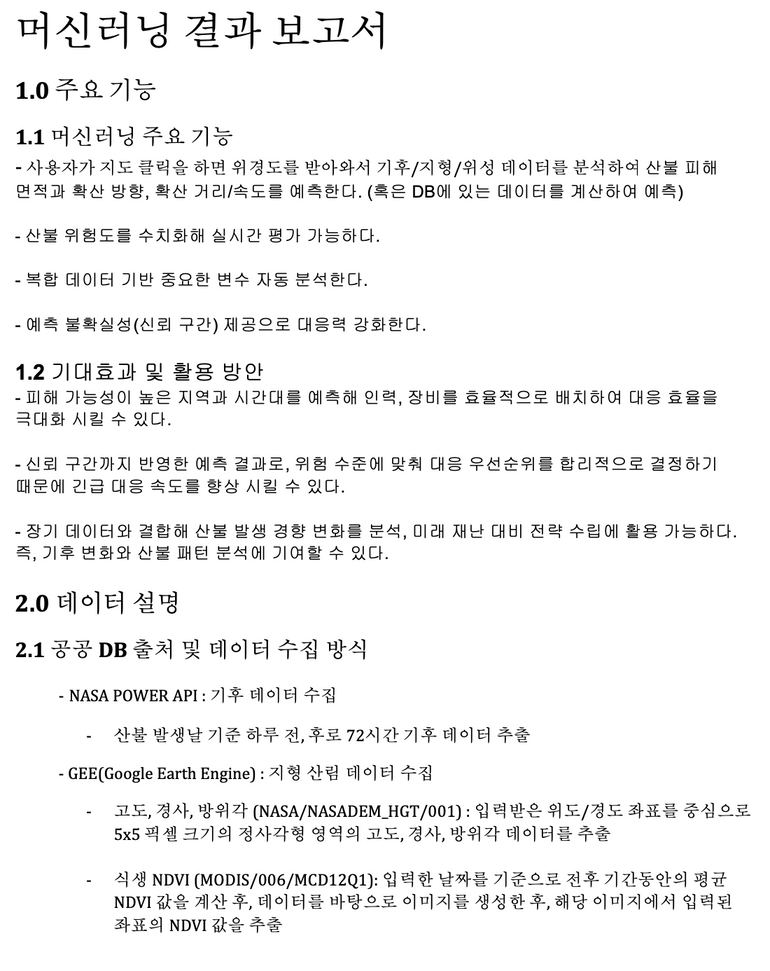 머신러닝 결과 보고서
1.0 주요 기능
1.1 머신러닝 주요 기능
- 사용자가 지도 클릭을 하면 위경도를 받아와서 기후/지형/위성 데이터를 분석하여 산불 피해
면적과 확산 방향, 확산 거리/속도를 예측한다. (혹은 DB에 있는 데이터를 계산하여 예측)
- 산불 위험도를 수치화해 실시간 평가 가능하다.
- 복합 데이터 기반 중요한 변수 자동 분석한다.
- 예측 불확실성(신뢰 구간) 제공으로 대응력 강화한다.
1.2 기대효과 및 활용 방안
- 피해 가능성이 높은 지역과 시간대를 예측해 인력, 장비를 효율적으로 배치하여 대응 효율을
극대화 시킬 수 있다.
- 신뢰 구간까지 반영한 예측 결과로, 위험 수준에 맞춰 대응 우선순위를 합리적으로 결정하기
때문에 긴급 대응 속도를 향상 시킬 수 있다.
- 장기 데이터와 결합해 산불 발생 경향 변화를 분석, 미래 재난 대비 전략 수립에 활용 가능하다.
즉, 기후 변화와 산불 패턴 분석에 기여할 수 있다.
2.0 데이터 설명
2.1 공공 DB 출처 및 데이터 수집 방식
- NASA POWER API : 기후 데이터 수집
- 산불 발생날 기준 하루 전, 후로 72시간 기후 데이터 추출
- GEE(Google Earth Engine) : 지형 산림 데이터 수집
- 고도, 경사, 방위각 (NASA/NASADEM_HGT/001) : 입력받은 위도/경도 좌표를 중심으로
5x5 픽셀 크기의 정사각형 영역의 고도, 경사, 방위각 데이터를 추출
- 식생 NDVI (MODIS/006/MCD12Q1): 입력한 날짜를 기준으로 전후 기간동안의 평균
NDVI 값을 계산 후, 데이터를 바탕으로 이미지를 생성한 후, 해당 이미지에서 입력된
좌표의 NDVI 값을 추출